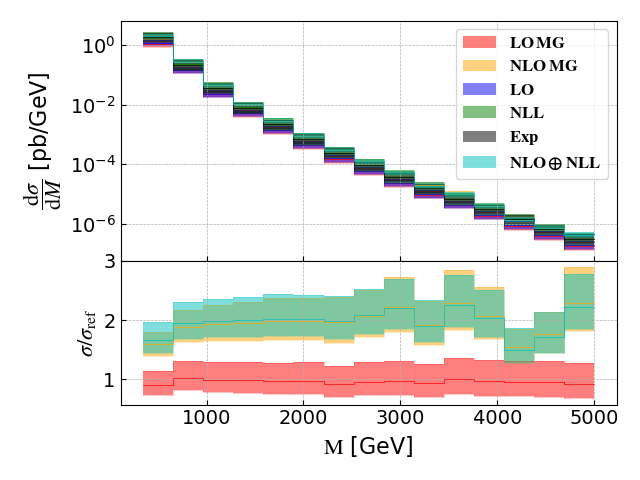 10⁰
10⁻²
10⁻⁴
10⁻⁶
dσ/dM [pb/GeV]
LO MG
NLO MG
LO
NLL
Exp
NLO⊕NLL
3
2
1
σ/σref
1000
2000
3000
4000
5000
M [GeV]